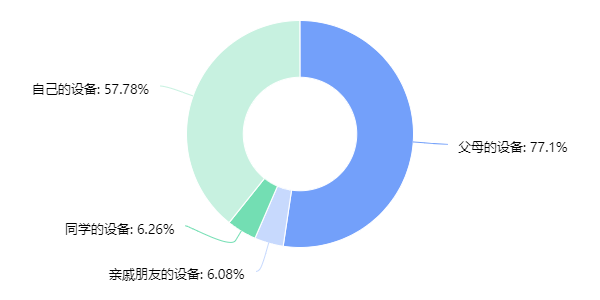 自己的设备: 57.78%
父母的设备: 77.1%
同学的设备: 6.26%
亲戚朋友的设备: 6.08%